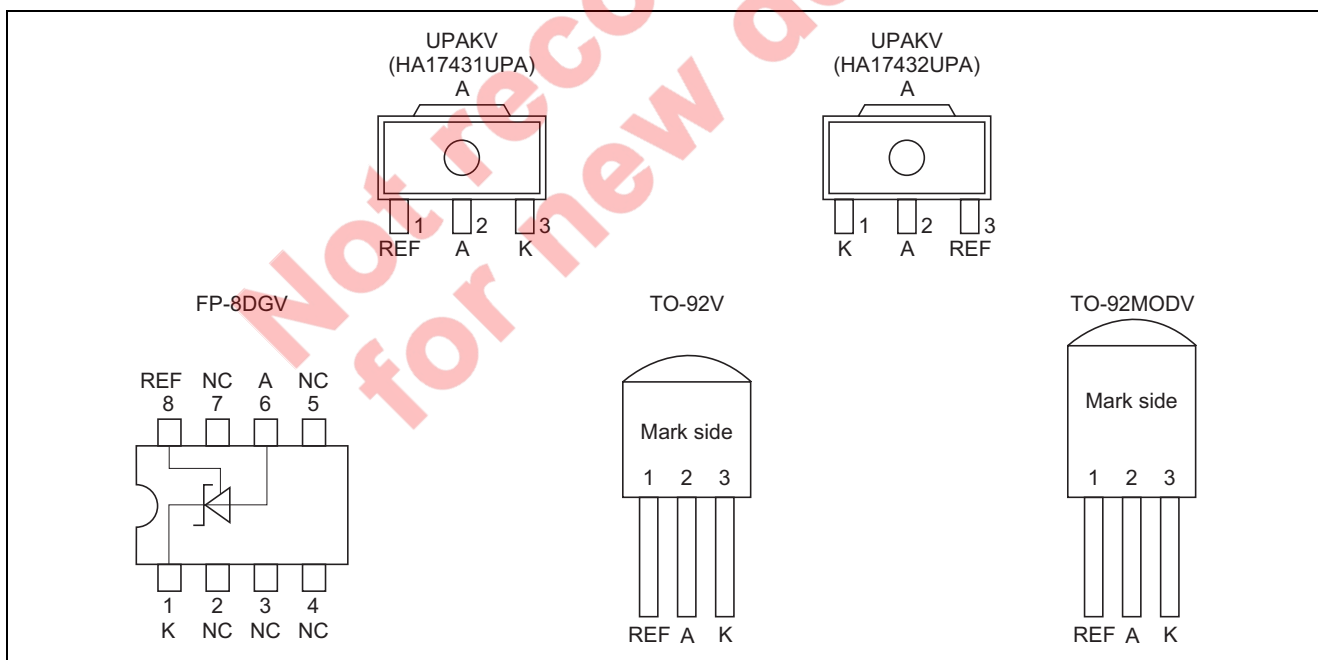 UPAKV
(HA17431UPA)
A
1 2 3
REF A K
UPAKV
(HA17432UPA)
A
1 2 3
K A REF
FP-8DGV
REF NC A NC
8 7 6 5
1 2 3 4
K NC NC NC
TO-92V
Mark side
1 2 3
REF A K
TO-92MODV
Mark side
1 2 3
REF A K
Not
for new